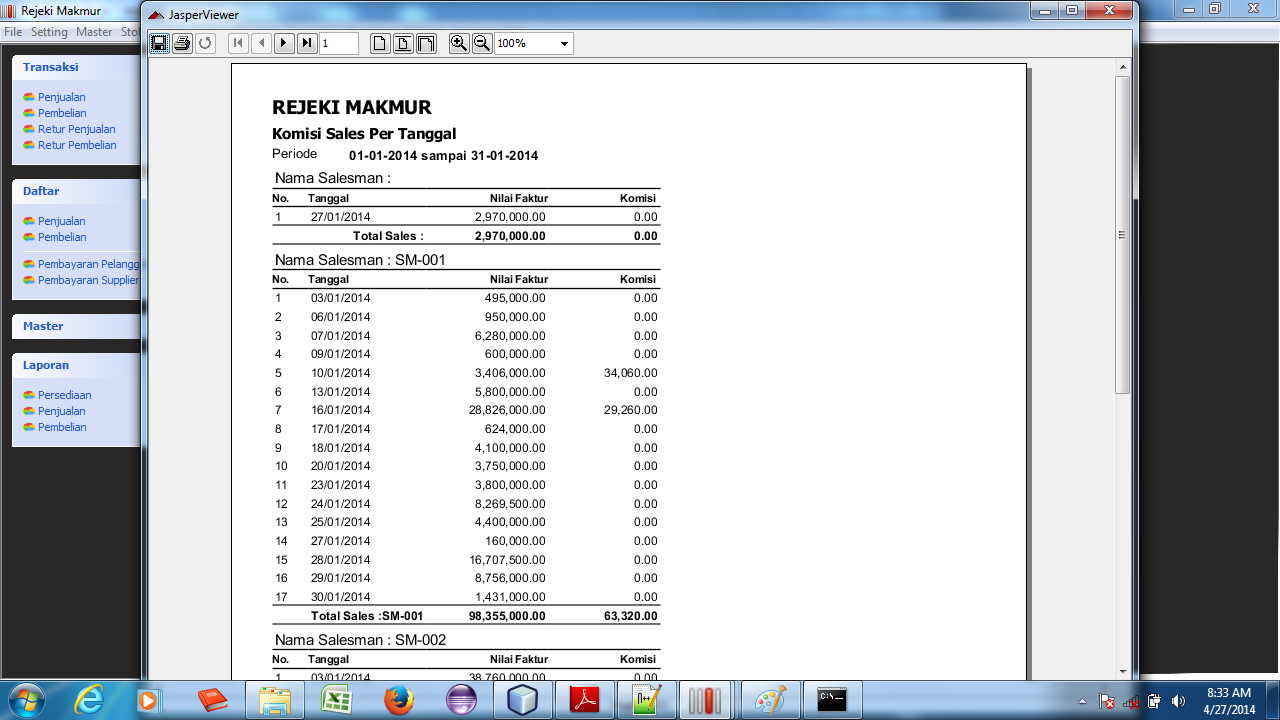 Rejeki Makmur
JasperViewer
File Setting Master
1
100%
Transaksi
Penjualan
Pembelian
Retur Penjualan
Retur Pembelian
Daftar
Penjualan
Pembelian
Pembayaran
Pembayaran Supplier
Master
Laporan
Persediaan
Penjualan
Pembelian
REJEKI MAKMUR
Komisi Sales Per Tanggal
Periode 01-01-2014 sampai 31-01-2014
Nama Salesman :
No. Tanggal Nilai Faktur Komisi
1 27/01/2014 2,970,000.00 0.00
Total Sales : 2,970,000.00 0.00
Nama Salesman : SM-001
No. Tanggal Nilai Faktur Komisi
1 03/01/2014 495,000.00 0.00
2 06/01/2014 950,000.00 0.00
3 07/01/2014 6,280,000.00 0.00
4 09/01/2014 600,000.00 0.00
5 10/01/2014 3,406,000.00 34,060.00
6 13/01/2014 5,800,000.00 0.00
7 16/01/2014 28,826,000.00 29,260.00
8 17/01/2014 624,000.00 0.00
9 18/01/2014 4,100,000.00 0.00
10 20/01/2014 3,750,000.00 0.00
11 23/01/2014 3,800,000.00 0.00
12 24/01/2014 8,269,500.00 0.00
13 25/01/2014 4,400,000.00 0.00
14 27/01/2014 160,000.00 0.00
15 28/01/2014 16,707,500.00 0.00
16 29/01/2014 8,756,000.00 0.00
17 30/01/2014 1,431,000.00 0.00
Total Sales :SM-001 98,355,000.00 63,320.00
Nama Salesman : SM-002
No. Tanggal Nilai Faktur Komisi
1 03/01/2014 38,760,000.00 0.00
8:33 AM
4/27/2014